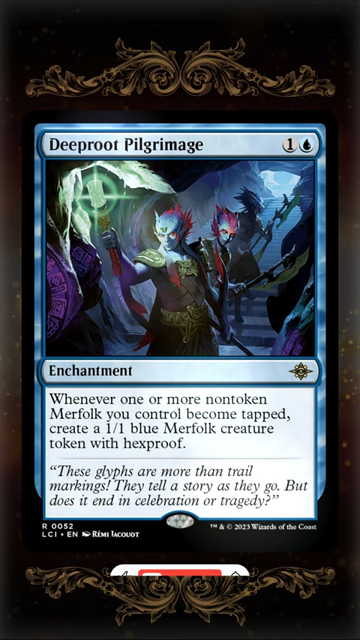 Deeproot Pilgrimage 1
Enchantment
Whenever one or more nontoken
Merfolk you control become tapped,
create a 1/1 blue Merfolk creature
token with hexproof.
“These glyphs are more than trail
markings! They tell a story as they go. But
does it end in celebration or tragedy?”
R 0052
LCI • EN Rémi Jacquot
™ & © 2023 Wizards of the Coast